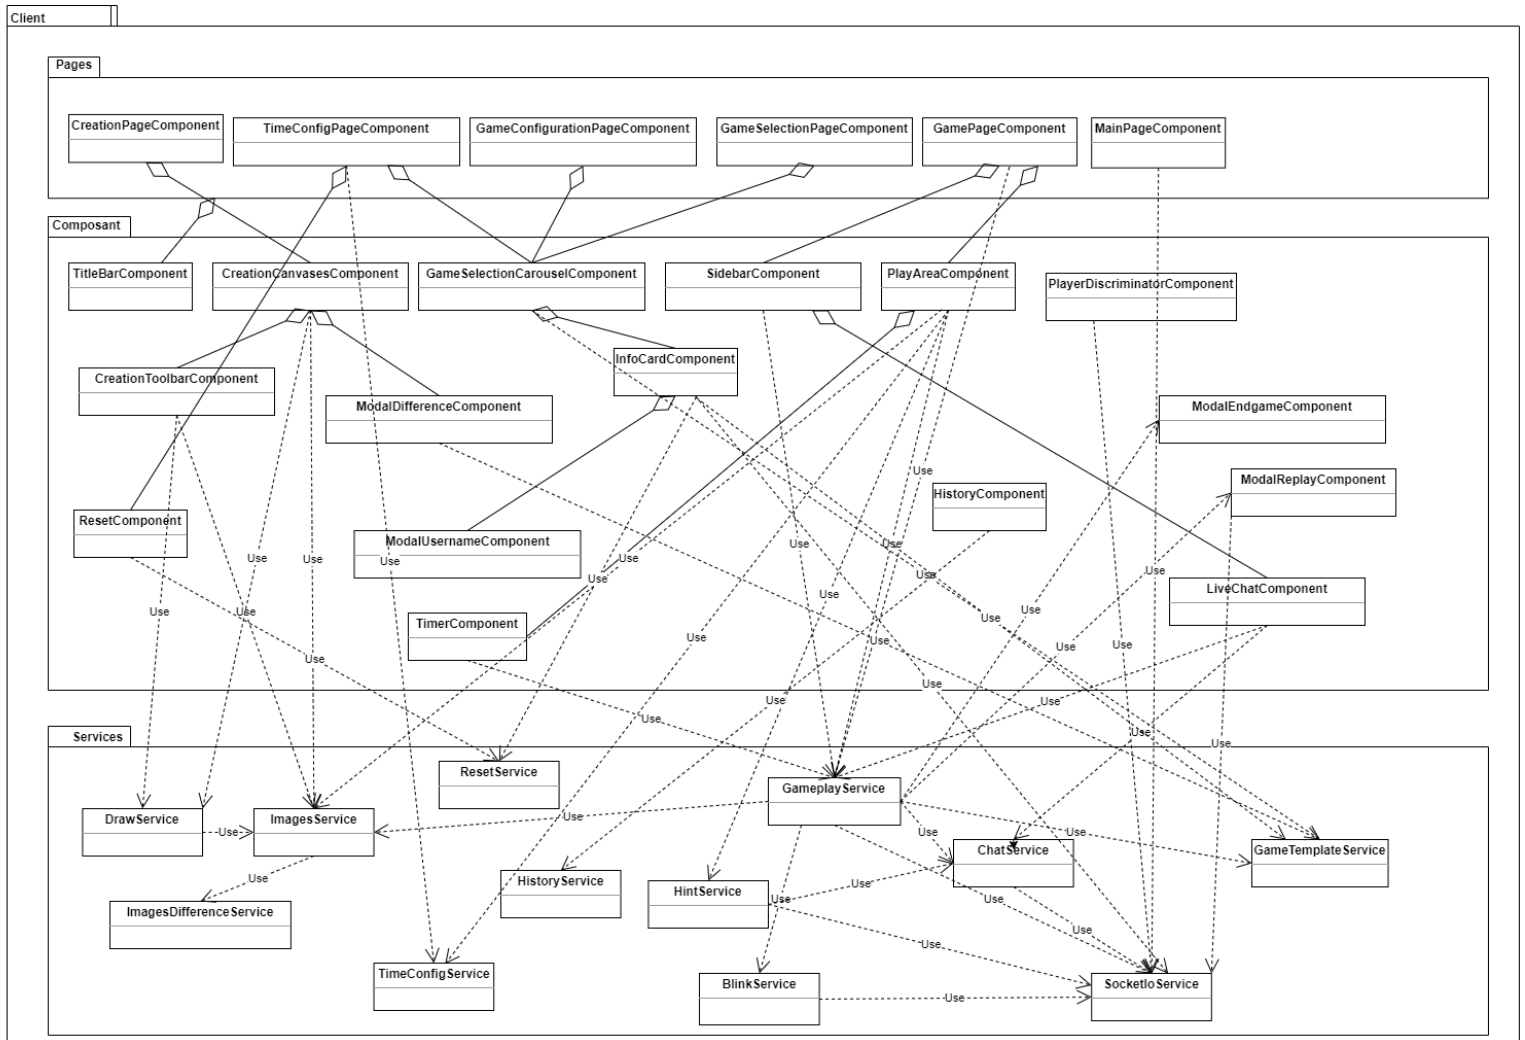 Client
Pages
CreationPageComponent
TimeConfigPageComponent
GameConfigurationPageComponent
GameSelectionPageComponent
GamePageComponent
MainPageComponent
Composant
TitleBarComponent
CreationCanvasesComponent
GameSelectionCarouselComponent
SidebarComponent
PlayAreaComponent
PlayerDiscriminatorComponent
InfoCardComponent
CreationToolbarComponent
ModalDifferenceComponent
ModalEndgameComponent
Use
ModalReplayComponent
HistoryComponent
ResetComponent
ModalUsernameComponent
Use
Use
Use
Use
Use
Use
Use
Use
Use
Use
LiveChatComponent
Use
Use
Use
Use
TimerComponent
Use
Use
Use
Use
Use
Use
Use
Use
Use
Use
Use
Use
Use
Services
ResetService
GameplayService
DrawService
Use
ImagesService
Use
Use
Use
ChatService
GameTemplateService
Use
ImagesDifferenceService
HistoryService
HintService
Use
Use
Use
Use
Use
TimeConfigService
BlinkService
Use
SocketIoService